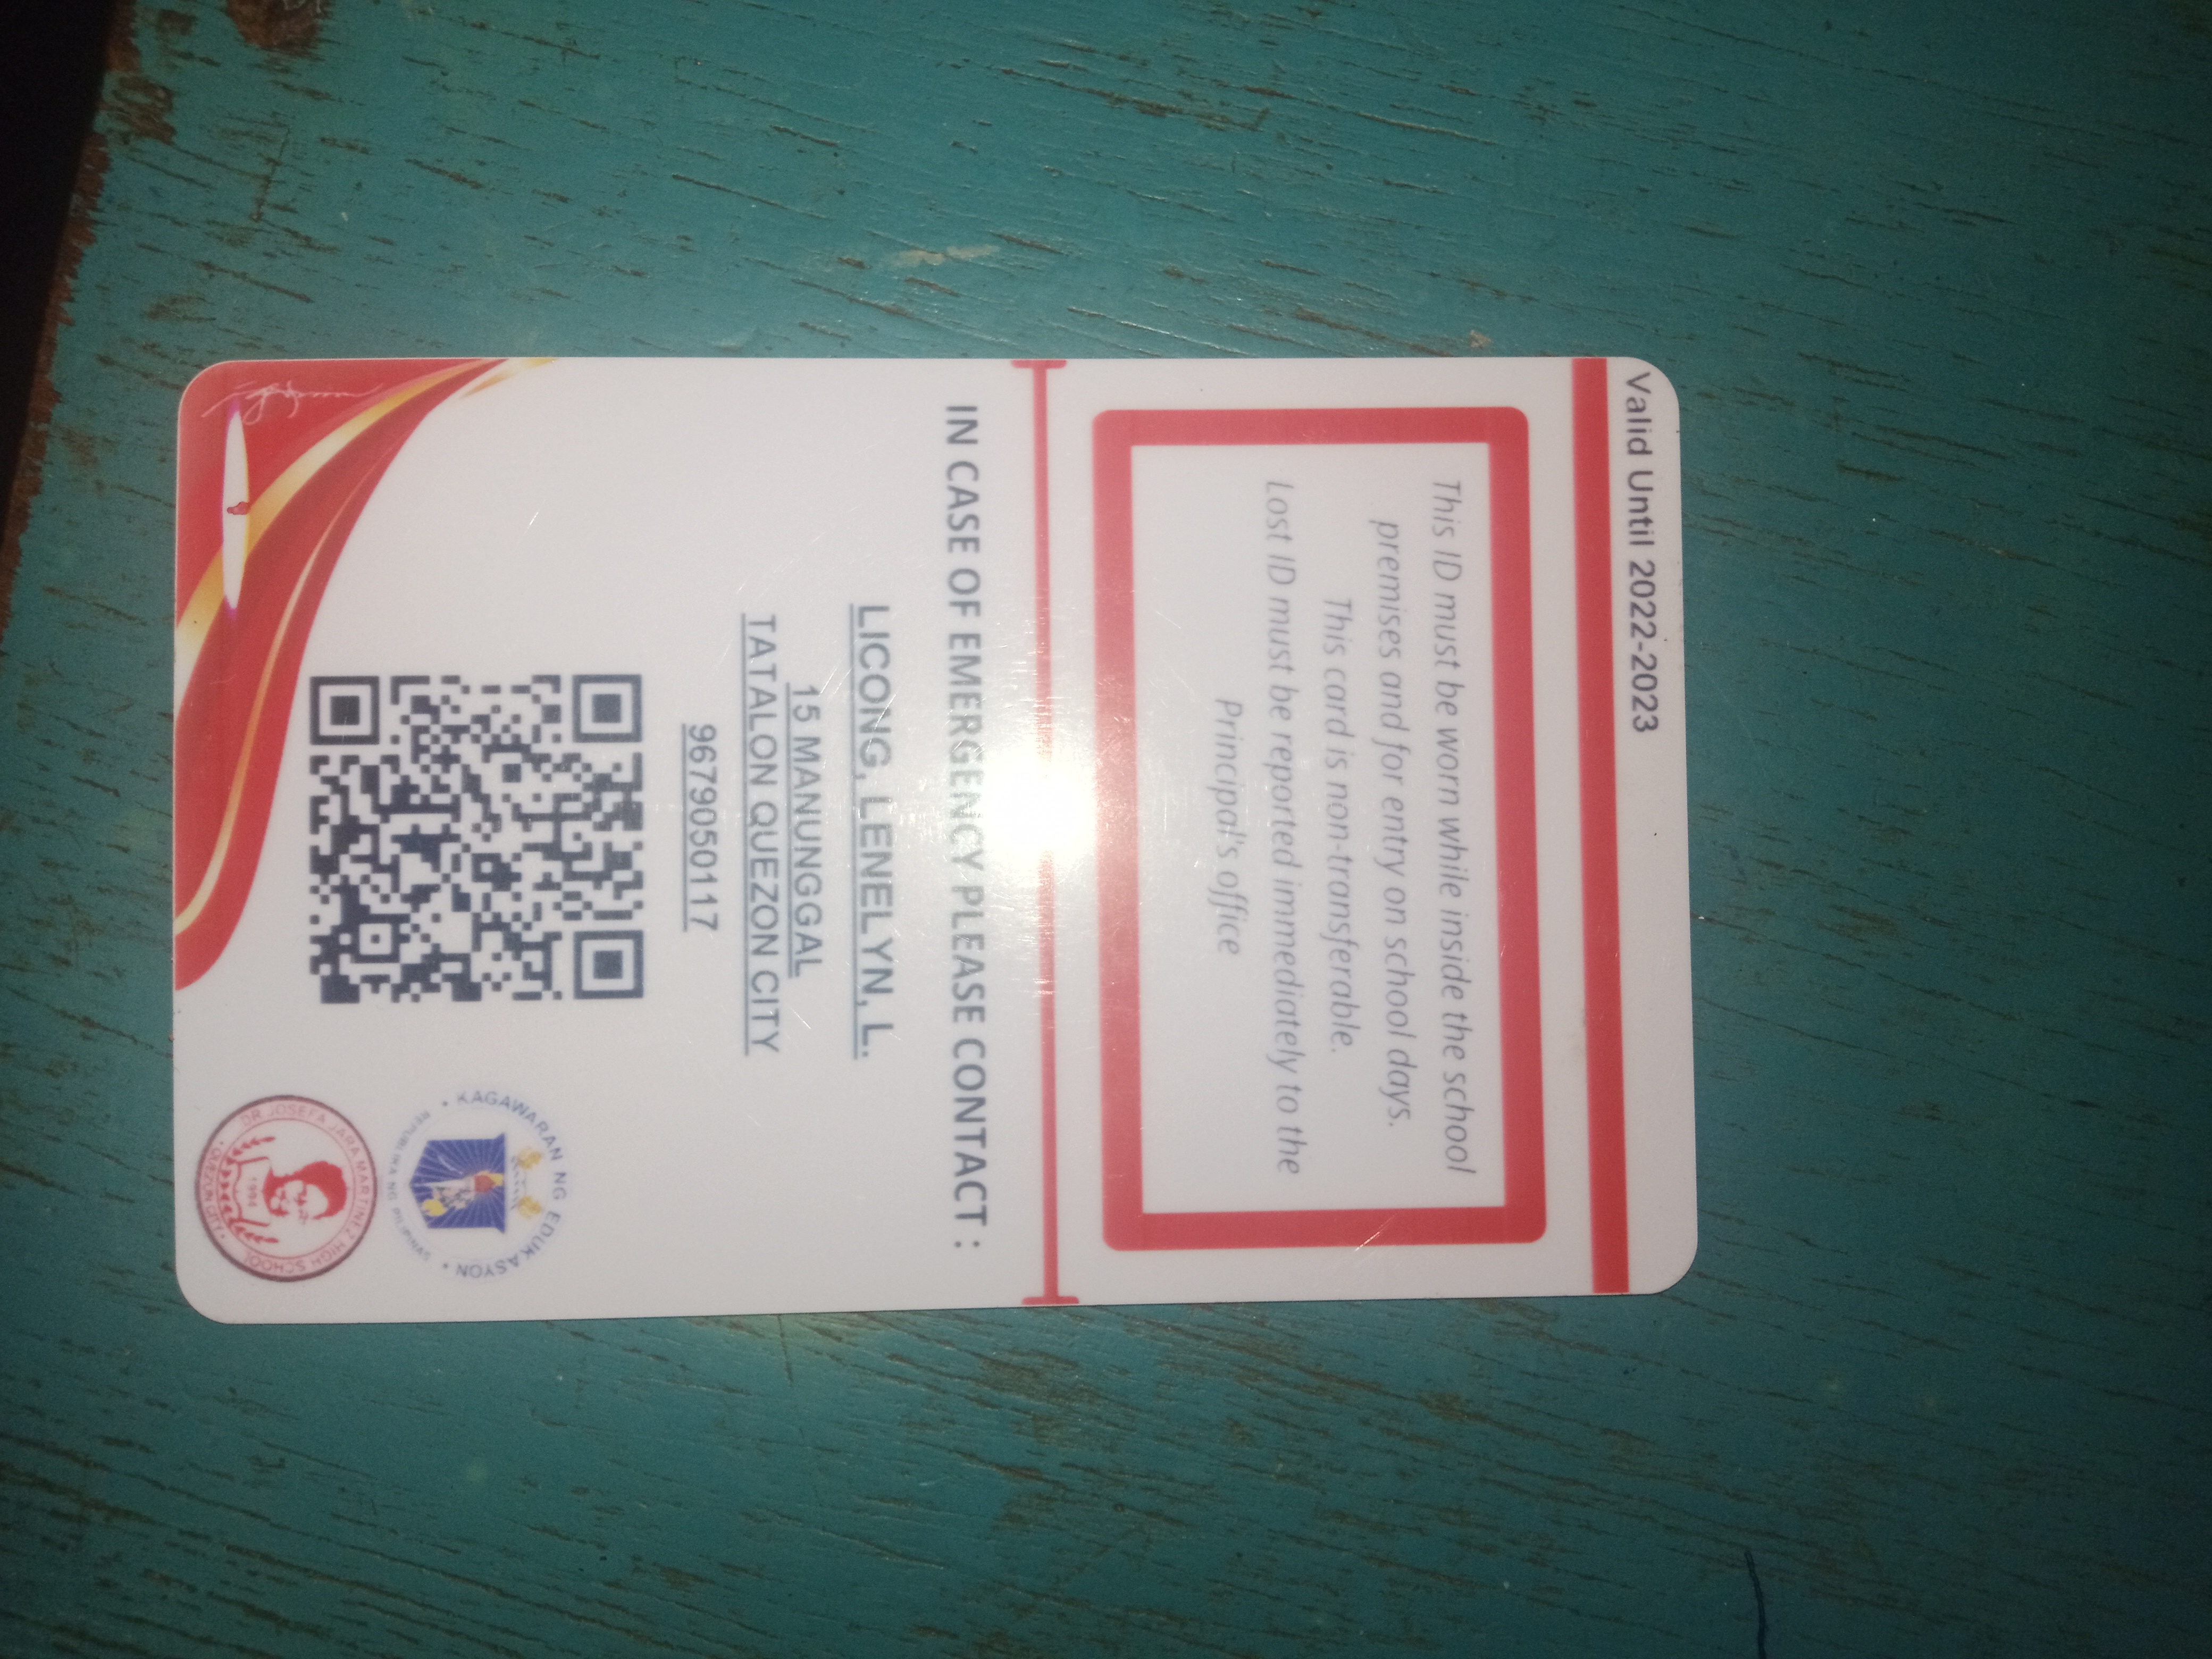 Valid Until 2022-2023
This ID must be worn while inside the school
premises and for entry on school days.
This card is non-transferable.
Lost ID must be reported immediately to the
Principal's office
IN CASE OF EMERGENCY PLEASE CONTACT :
LICONG, LENELYN, L.
15 MANUNGGAL
TATALON QUEZON CITY
9679050117
KAGAWARAN NG EDUKASYON
REPUBLIKA NG PILIPINAS
DR JOSEFA JARA MARTINEZ HIGH SCHOOL
QUEZON CITY
1994